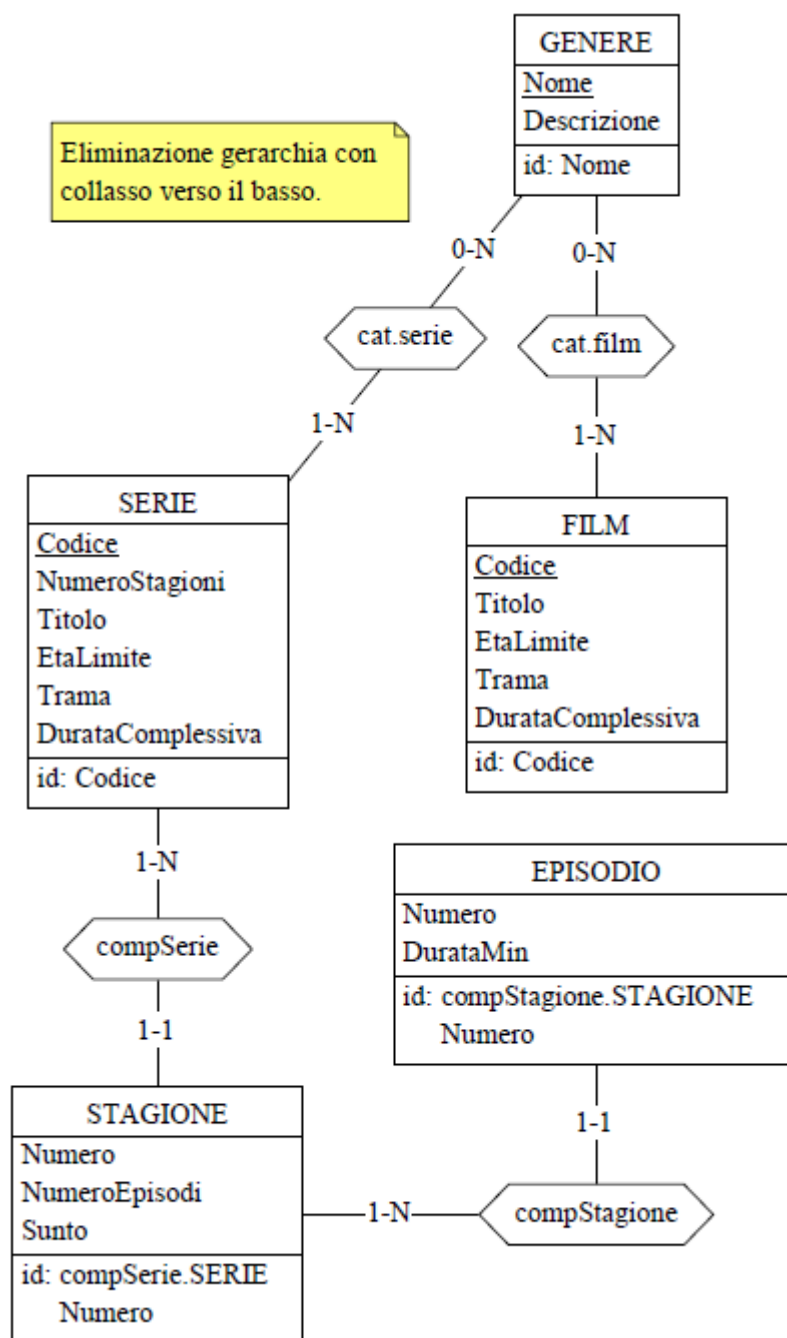 GENERE
Nome
Descrizione
id: Nome
Eliminazione gerarchia con
collasso verso il basso.
0-N
0-N
cat.serie
cat.film
1-N
1-N
SERIE
Codice
NumeroStagioni
Titolo
EtaLimite
Trama
DurataComplessiva
id: Codice
FILM
Codice
Titolo
EtaLimite
Trama
DurataComplessiva
id: Codice
1-N
compSerie
1-1
EPISODIO
Numero
DurataMin
id: compStagione.STAGIONE
Numero
1-1
STAGIONE
Numero
NumeroEpisodi
Sunto
id: compSerie.SERIE
Numero
1-N
compStagione